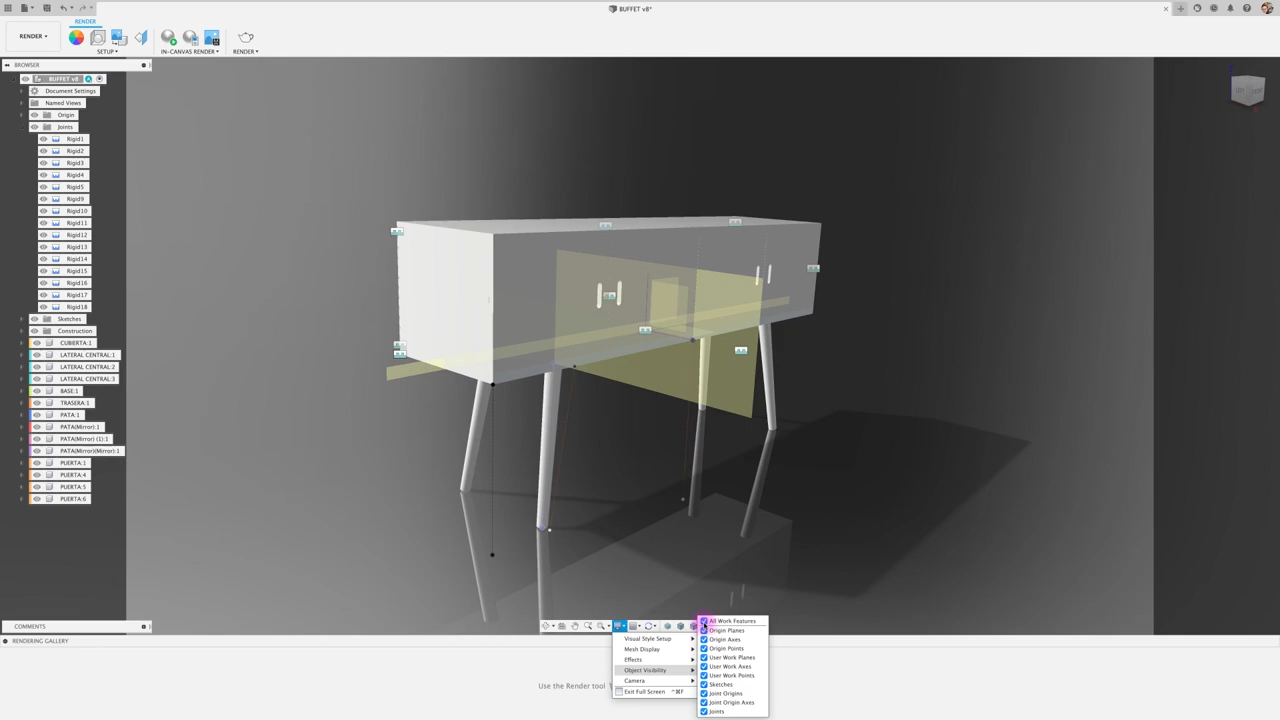 BUFFET v8*
RENDER
RENDER
SETUP
IN-CANVAS RENDER
RENDER
BROWSER
BUFFET v8
Document Settings
Named Views
Origin
Joints
Rigid1
Rigid2
Rigid3
Rigid4
Rigid5
Rigid9
Rigid10
Rigid11
Rigid12
Rigid13
Rigid14
Rigid15
Rigid16
Rigid17
Rigid18
Sketches
Construction
CUBIERTA:1
LATERAL CENTRAL:1
LATERAL CENTRAL:2
LATERAL CENTRAL:3
BASE:1
TRASERA:1
PATA:1
PATA(Mirror):1
PATA(Mirror) (1):1
PATA(Mirror)(Mirror):1
PUERTA:1
PUERTA:4
PUERTA:5
PUERTA:6
COMMENTS
RENDERING GALLERY
Use the Render tool
Visual Style Setup
Mesh Display
Effects
Object Visibility
Camera
Exit Full Screen ^⌘F
All Work Features
Origin Planes
Origin Axes
Origin Points
User Work Planes
User Work Axes
User Work Points
Sketches
Joint Origins
Joint Origin Axes
Joints